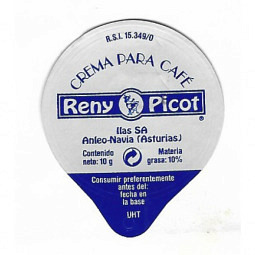 R.S.I. 15.349/0
CREMA PARA CAFÉ
Reny Picot ®
Ilas SA
Anleo-Navia (Asturias)
Contenido neto: 10 g
Materia grasa: 10%
Consumir preferentemente
antes del:
fecha en
la base
UHT